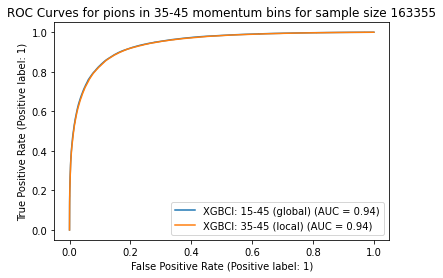 ROC Curves for pions in 35-45 momentum bins for sample size 163355
True Positive Rate (Positive label: 1)
1.0
0.8
0.6
0.4
0.2
0.0
XGBCI: 15-45 (global) (AUC = 0.94)
XGBCI: 35-45 (local) (AUC = 0.94)
0.0 0.2 0.4 0.6 0.8 1.0
False Positive Rate (Positive label: 1)